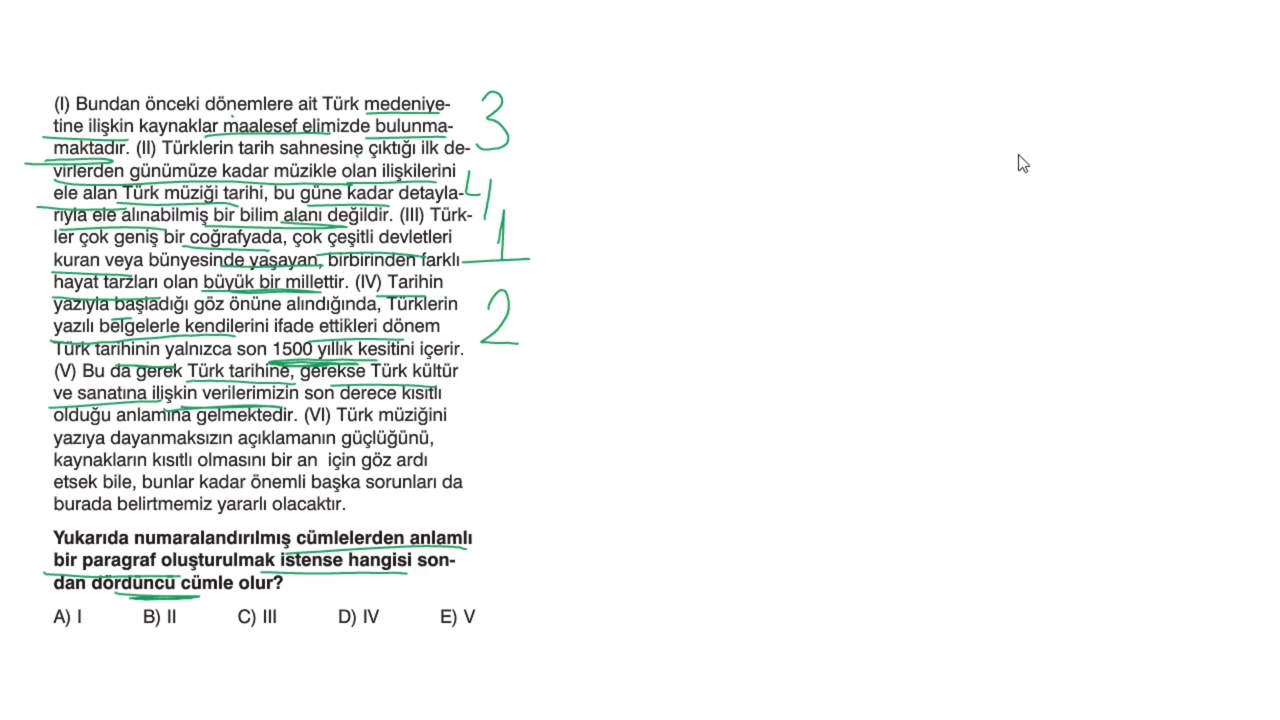 (I) Bundan önceki dönemlere ait Türk medeniye-
tine ilişkin kaynaklar maalesef elimizde bulunma-
maktadır. (II) Türklerin tarih sahnesine çıktığı ilk de-
virlerden günümüze kadar müzikle olan ilişkilerini
ele alan Türk müziği tarihi, bu güne kadar detayla-
rıyla ele alınabilmiş bir bilim alanı değildir. (III) Türk-
ler çok geniş bir coğrafyada, çok çeşitli devletleri
kuran veya bünyesinde yaşayan, birbirinden farklı
hayat tarzları olan büyük bir millettir. (IV) Tarihin
yazıyla başladığı göz önüne alındığında, Türklerin
yazılı belgelerle kendilerini ifade ettikleri dönem
Türk tarihinin yalnızca son 1500 yıllık kesitini içerir.
(V) Bu da gerek Türk tarihine, gerekse Türk kültür
ve sanatına ilişkin verilerimizin son derece kısıtlı
olduğu anlamına gelmektedir. (VI) Türk müziğini
yazıya dayanmaksızın açıklamanın güçlüğünü,
kaynakların kısıtlı olmasını bir an için göz ardı
etsek bile, bunlar kadar önemli başka sorunları da
burada belirtmemiz yararlı olacaktır.
Yukarıda numaralandırılmış cümlelerden anlamlı
bir paragraf oluşturulmak istense hangisi son-
dan dördüncü cümle olur?
A) I B) II C) III D) IV E) V
3
4
1
2